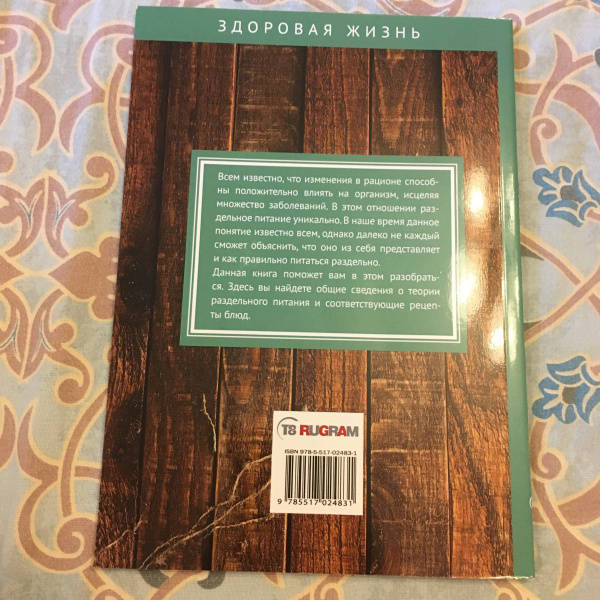 ЗДОРОВАЯ ЖИЗНЬ
Всем известно, что изменения в рационе способ-
ны положительно влиять на организм, исцеляя
множество заболеваний. В этом отношении раз-
дельное питание уникально. В наше время данное
понятие известно всем, однако далеко не каждый
сможет объяснить, что оно из себя представляет
и как правильно питаться раздельно.
Данная книга поможет вам в этом разобрать-
ся. Здесь вы найдете общие сведения о теории
раздельного питания и соответствующие рецеп-
ты блюд.
T8 RUGRAM
ISBN 978-5-517-02483-1
9 785517 024831